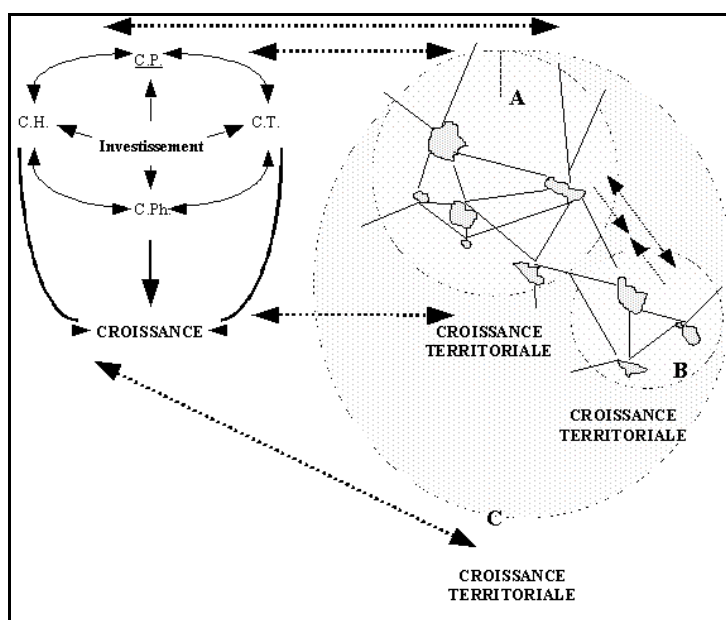 C.P.
A
C.H.
C.T.
Investissement
C.Ph
CROISSANCE
CROISSANCE
TERRITORIALE
B
CROISSANCE
TERRITORIALE
C
CROISSANCE
TERRITORIALE